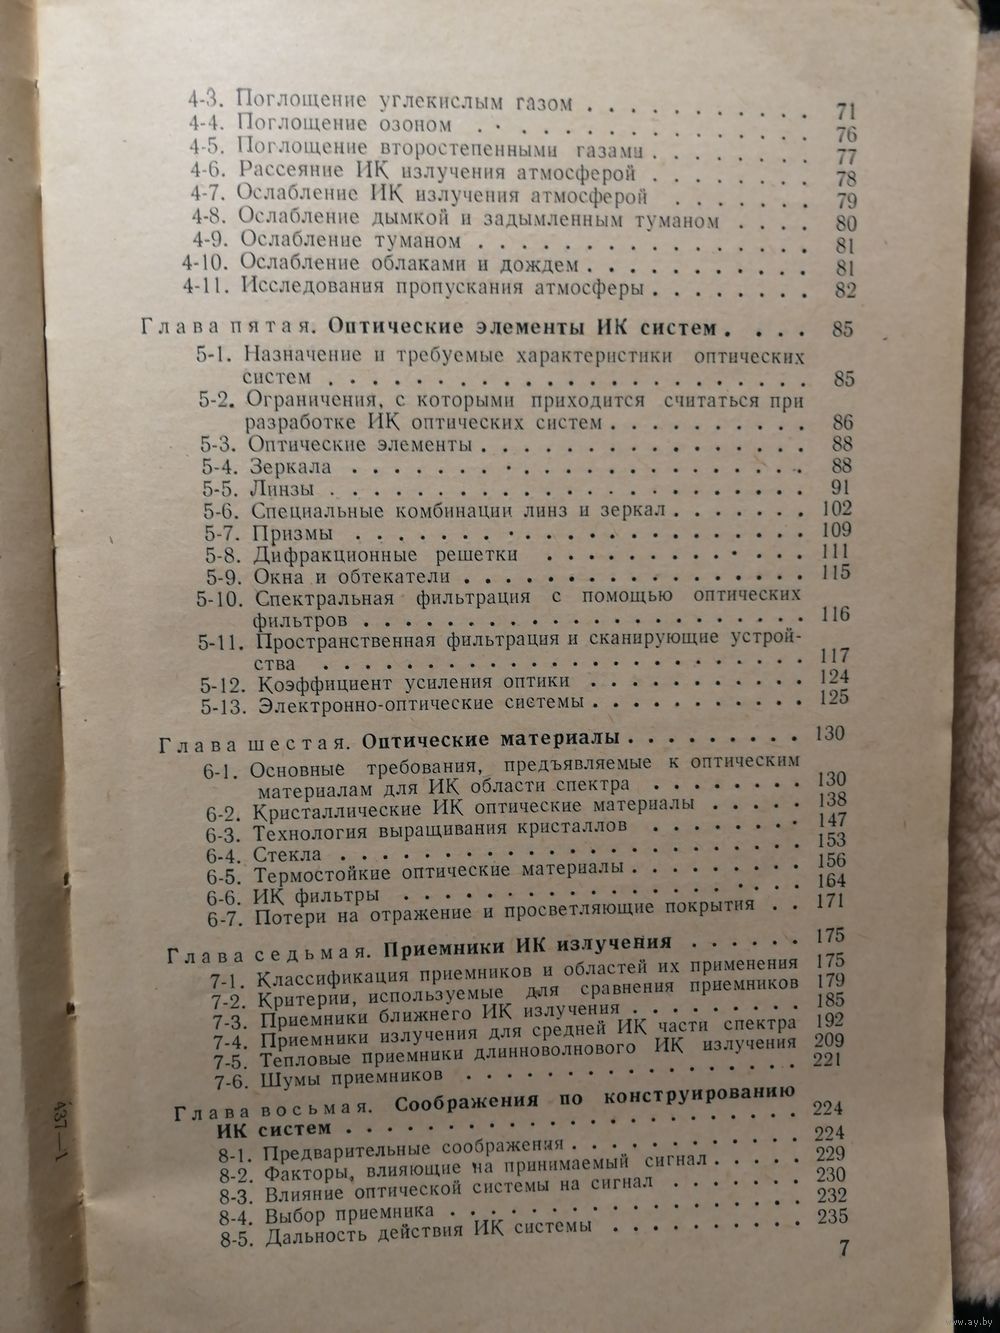 4-3. Поглощение углекислым газом . . . . . . . . . 71
4-4. Поглощение озоном . . . . . . . . . . . . . 76
4-5. Поглощение второстепенными газами . . . . . . . . 77
4-6. Рассеяние ИК излучения атмосферой . . . . . . . . 78
4-7. Ослабление ИК излучения атмосферой . . . . . . . 79
4-8. Ослабление дымкой и задымленным туманом . . . . 80
4-9. Ослабление туманом . . . . . . . . . . . . . 81
4-10. Ослабление облаками и дождем . . . . . . . . . . 81
4-11. Исследования пропускания атмосферы . . . . . . . . 82
Глава пятая. Оптические элементы ИК систем . . . . 85
5-1. Назначение и требуемые характеристики оптических
систем . . . . . . . . . . . . . . . . . . 85
5-2. Ограничения, с которыми приходится считаться при
разработке ИК оптических систем . . . . . . . . . 86
5-3. Оптические элементы . . . . . . . . . . . . . 88
5-4. Зеркала . . . . . . . . . . . . . . . . . . 88
5-5. Линзы . . . . . . . . . . . . . . . . . . . 91
5-6. Специальные комбинации линз и зеркал . . . . . . . 102
5-7. Призмы . . . . . . . . . . . . . . . . . . 109
5-8. Дифракционные решетки . . . . . . . . . . . 111
5-9. Окна и обтекатели . . . . . . . . . . . . . . 115
5-10. Спектральная фильтрация с помощью оптических
фильтров . . . . . . . . . . . . . . . . . . 116
5-11. Пространственная фильтрация и сканирующие устрой-
ства . . . . . . . . . . . . . . . . . . . 117
5-12. Коэффициент усиления оптики . . . . . . . . . . 124
5-13. Электронно-оптические системы . . . . . . . . . . 125
Глава шестая. Оптические материалы . . . . . . . . . 130
6-1. Основные требования, предъявляемые к оптическим
материалам для ИК области спектра . . . . . . . . 130
6-2. Кристаллические ИК оптические материалы . . . . . 138
6-3. Технология выращивания кристаллов . . . . . . . . 147
6-4. Стекла . . . . . . . . . . . . . . . . . . 153
6-5. Термостойкие оптические материалы . . . . . . . . 156
6-6. ИК фильтры . . . . . . . . . . . . . . . . 164
6-7. Потери на отражение и просветляющие покрытия . . 171
Глава седьмая. Приемники ИК излучения . . . . . . 175
7-1. Классификация приемников и областей их применения 175
7-2. Критерии, используемые для сравнения приемников 179
7-3. Приемники ближнего ИК излучения . . . . . . . . . 185
7-4. Приемники излучения для средней ИК части спектра 192
7-5. Тепловые приемники длинноволнового ИК излучения 209
7-6. Шумы приемников . . . . . . . . . . . . . . 221
Глава восьмая. Соображения по конструированию
ИК систем . . . . . . . . . . . . . . . . . . 224
8-1. Предварительные соображения . . . . . . . . . . . 224
8-2. Факторы, влияющие на принимаемый сигнал . . . . . 229
8-3. Влияние оптической системы на сигнал . . . . . . . 230
8-4. Выбор приемника . . . . . . . . . . . . . . 232
8-5. Дальность действия ИК системы . . . . . . . . . 235
7
www.ay.by